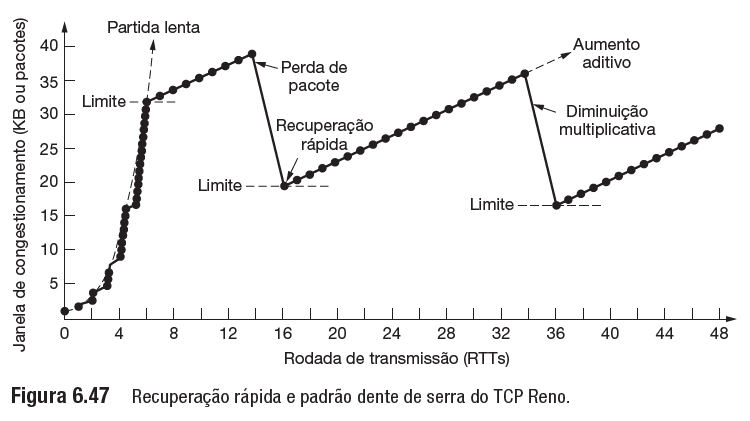 Janela de congestionamento (KB ou pacotes)
Partida lenta
40
35
30
25
20
15
10
5
Limite
Perda de
pacote
Recuperação
rápida
Limite
Aumento
aditivo
Diminuição
multiplicativa
Limite
0 4 8 12 16 20 24 28 32 36 40 44 48
Rodada de transmissão (RTTs)
Figura 6.47 Recuperação rápida e padrão dente de serra do TCP Reno.